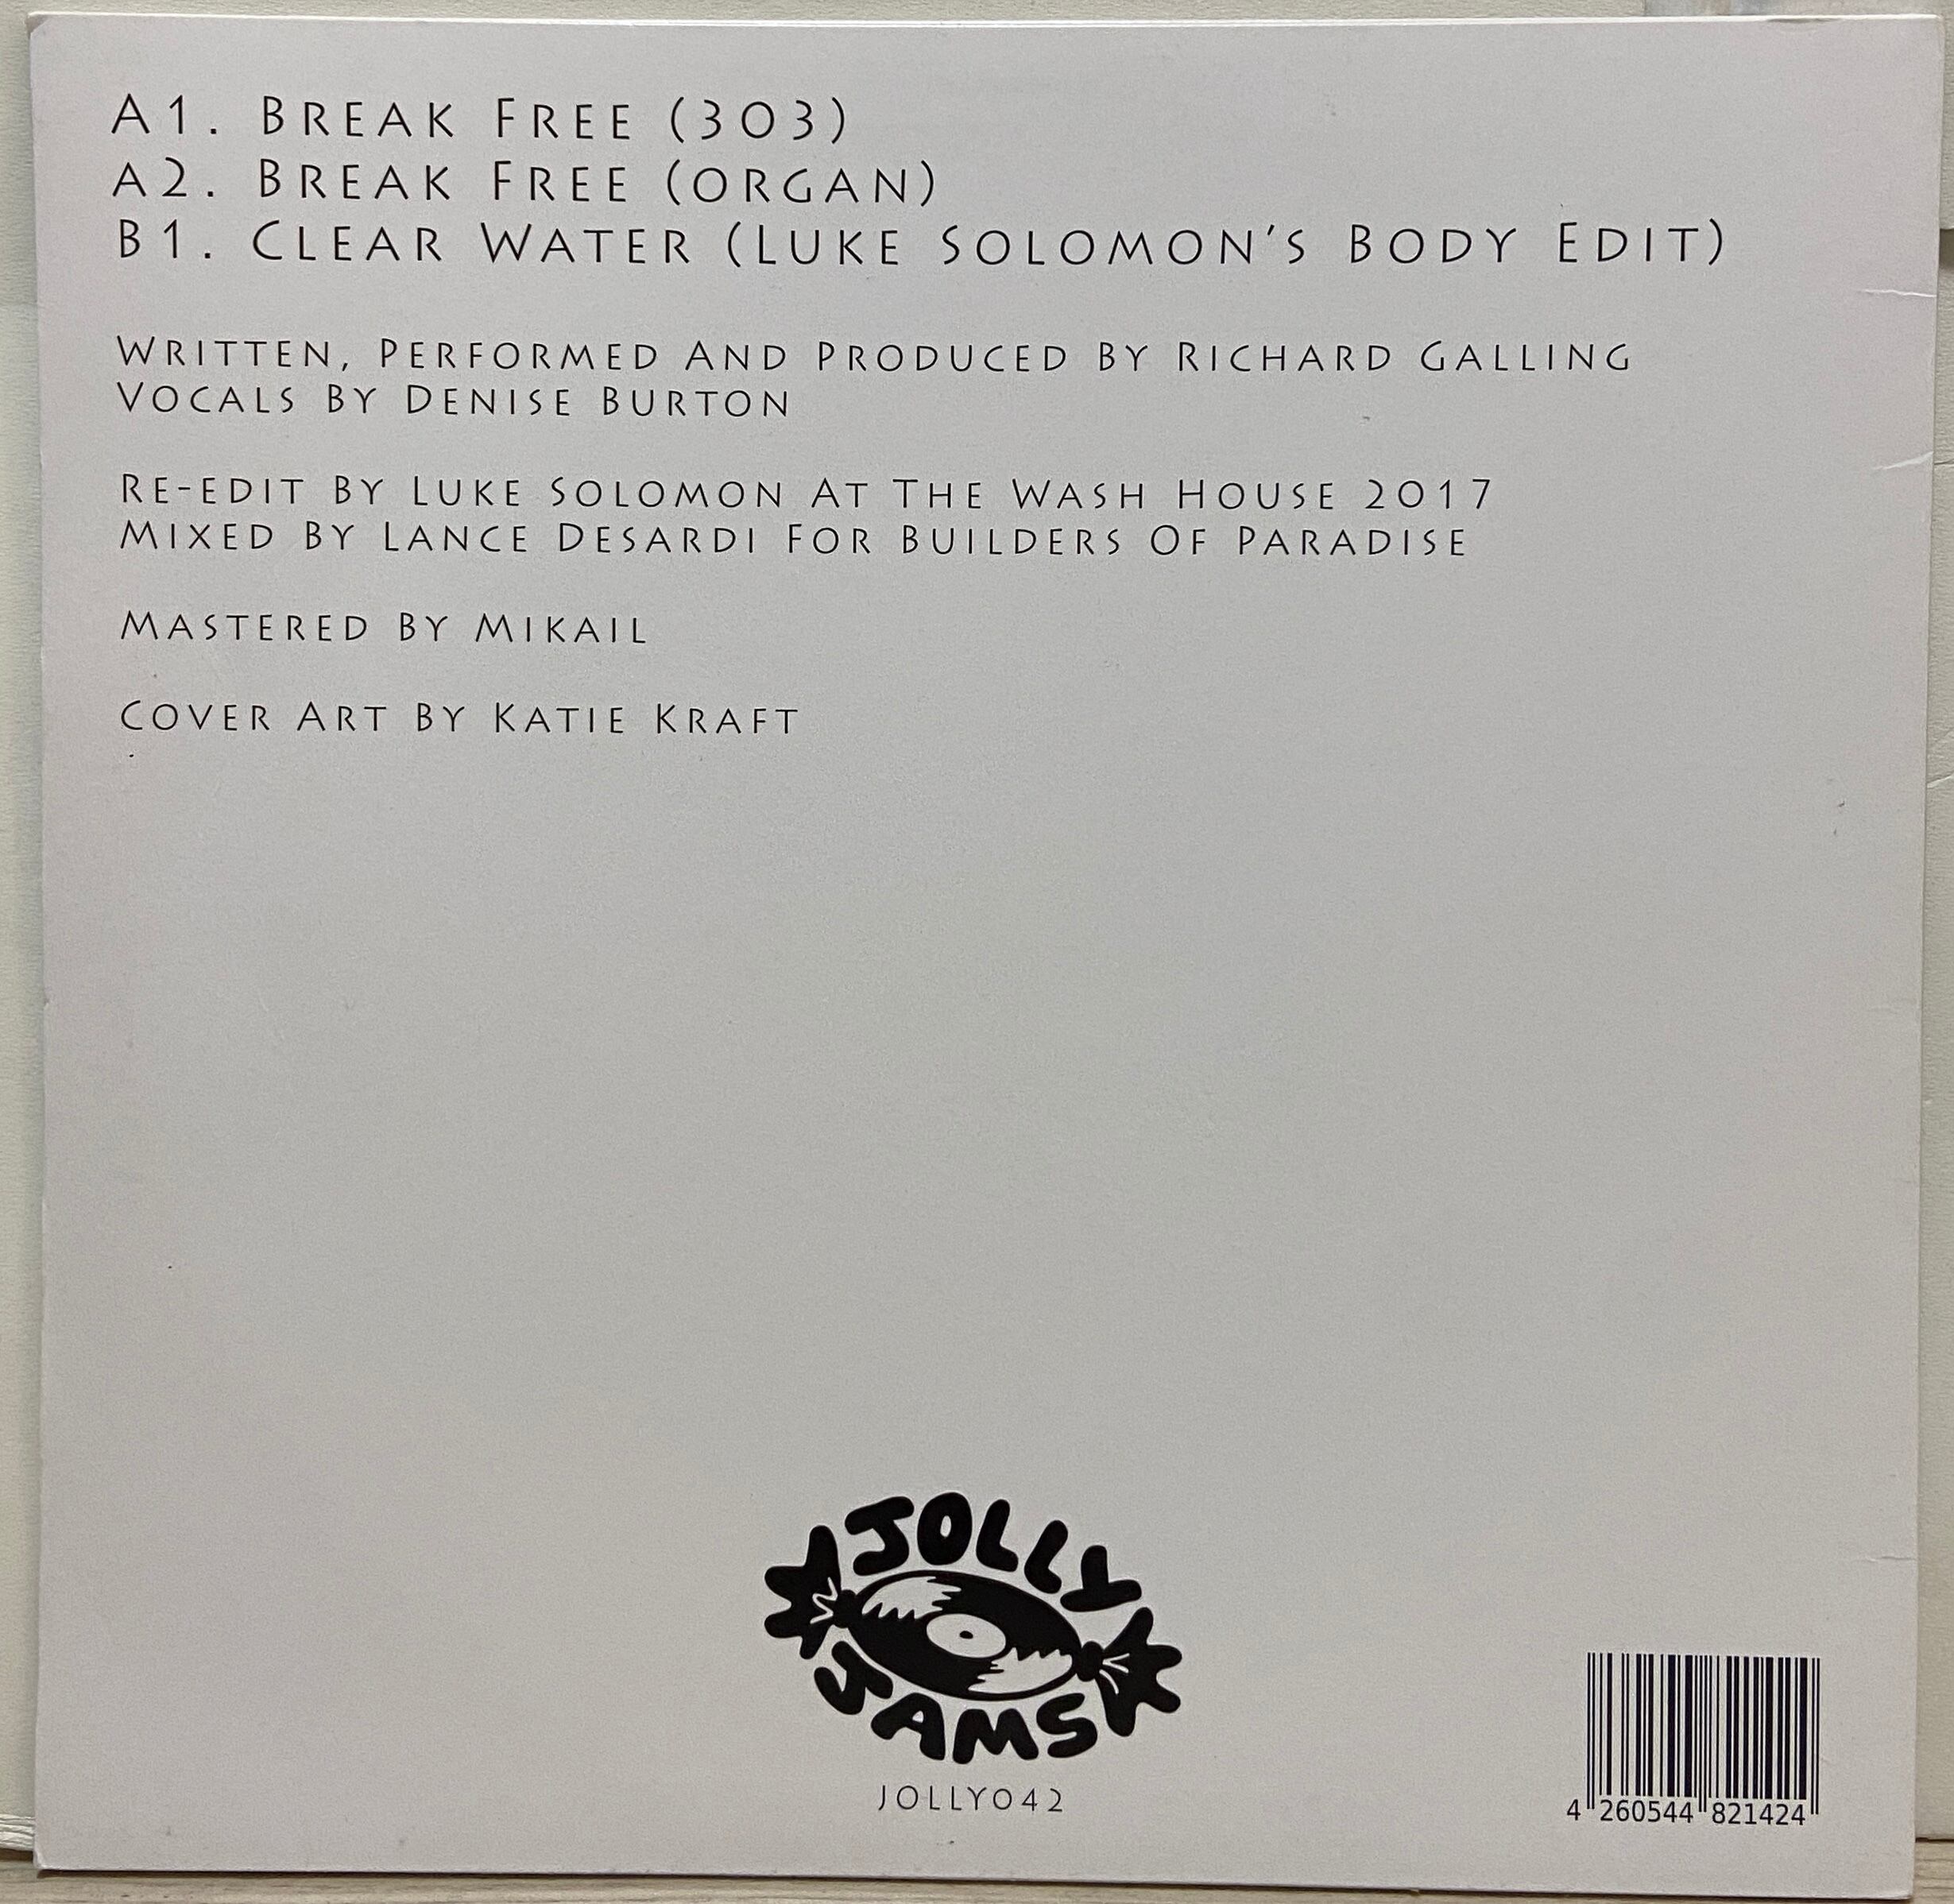 A1. BREAK FREE (303)
A2. BREAK FREE (ORGAN)
B1. CLEAR WATER (LUKE SOLOMON'S BODY EDIT)
WRITTEN, PERFORMED AND PRODUCED BY RICHARD GALLING
VOCALS BY DENISE BURTON
RE-EDIT BY LUKE SOLOMON AT THE WASH HOUSE 2017
MIXED BY LANCE DESARDI FOR BUILDERS OF PARADISE
MASTERED BY MIKAIL
COVER ART BY KATIE KRAFT
JOLLY
JAMS
JOLLY042
4 260544 821424